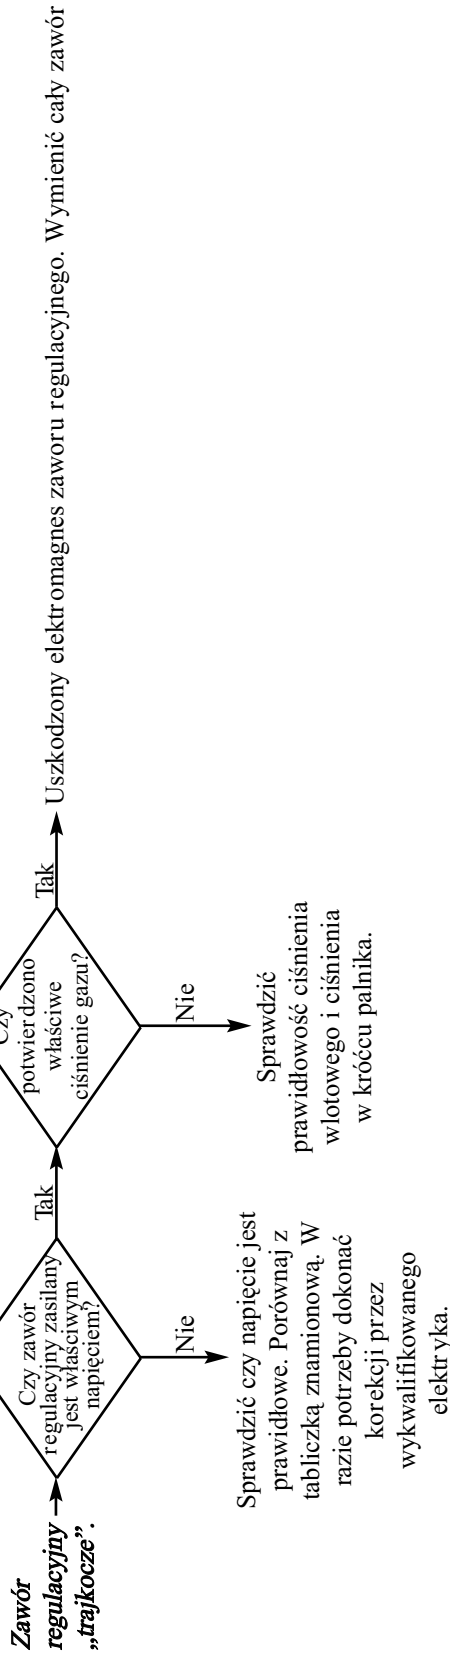 Zawór
regulacyjny
„trajkocze”.
Czy zawór
regulacyjny zasilany
jest właściwym
napięciem?
Tak
Nie
Sprawdzić czy napięcie jest
prawidłowe. Porównaj z
tabliczką znamionową. W
razie potrzeby dokonać
korekcji przez
wykwalifikowanego
elektryka.
Czy
potwierdzono
właściwe
ciśnienie gazu?
Tak
Nie
Sprawdzić
prawidłowość ciśnienia
wlotowego i ciśnienia
w króćcu palnika.
Uszkodzony elektromagnes zaworu regulacyjnego. Wymienić cały zawór